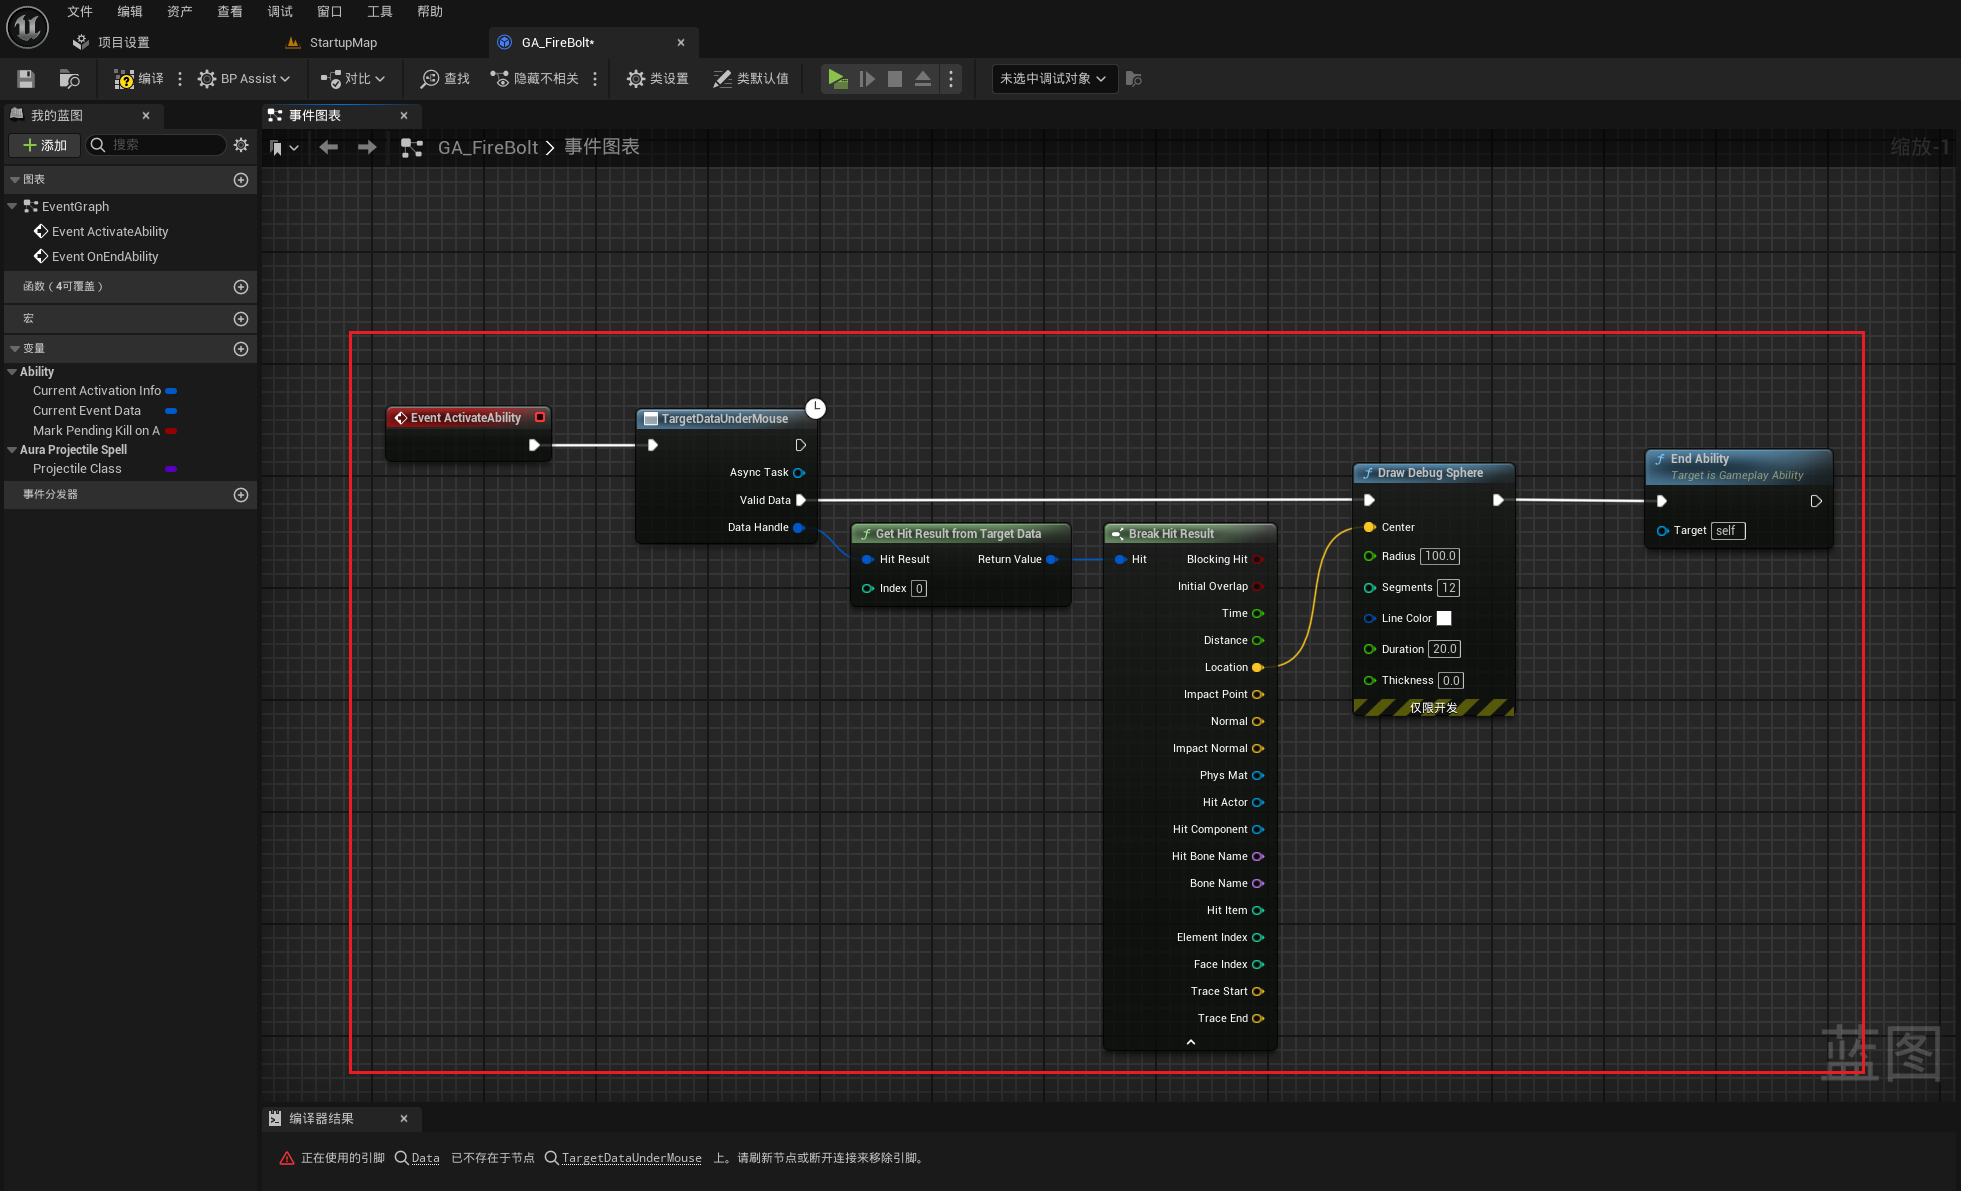 文件 编辑 资产 查看 调试 窗口 工具 帮助
项目设置 StartupMap GA_FireBolt*
编译 BP Assist 对比 查找 隐藏不相关 类设置 类默认值 未选中调试对象
我的蓝图
添加 搜索
图表
EventGraph
Event ActivateAbility
Event OnEndAbility
函数（4可覆盖）
宏
变量
Ability
Current Activation Info
Current Event Data
Mark Pending Kill on A
Aura Projectile Spell
Projectile Class
事件分发器
事件图表
GA_FireBolt > 事件图表
缩放-1
Event ActivateAbility
TargetDataUnderMouse
Async Task
Valid Data
Data Handle
Get Hit Result from Target Data
Hit Result Return Value
Index 0
Break Hit Result
Hit Blocking Hit
Initial Overlap
Time
Distance
Location
Impact Point
Normal
Impact Normal
Phys Mat
Hit Actor
Hit Component
Hit Bone Name
Bone Name
Hit Item
Element Index
Face Index
Trace Start
Trace End
Draw Debug Sphere
Center
Radius 100.0
Segments 12
Line Color
Duration 20.0
Thickness 0.0
仅限开发
End Ability
Target is Gameplay Ability
Target self
蓝图
编译器结果
正在使用的引脚 Data 已不存在于节点 TargetDataUnderMouse 上。请刷新节点或断开连接来移除引脚。